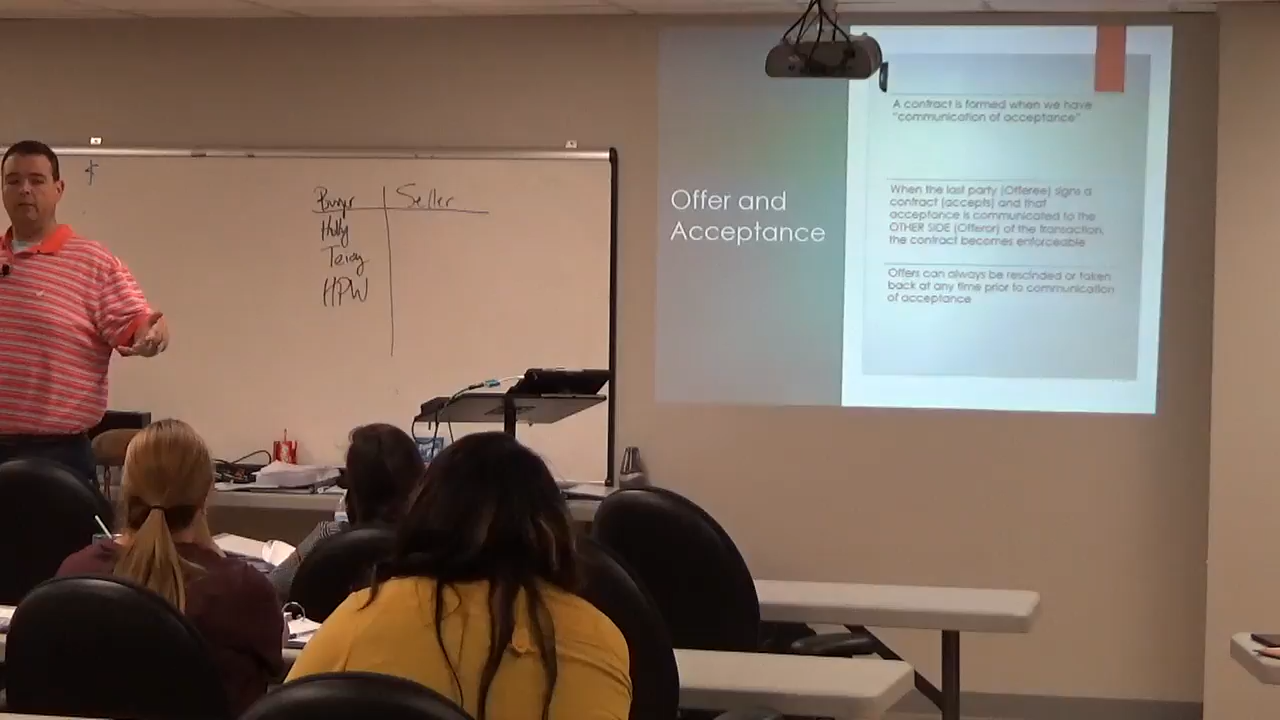 Buyer Seller
Holly
Teray
HPW
Offer and
Acceptance
A contract is formed when we have
"communication of acceptance"
When the last party (Offeree) signs a
contract (accepts) and that
acceptance is communicated to the
OTHER SIDE (Offeror) of the transaction,
the contract becomes enforceable
Offers can always be rescinded or taken
back at any time prior to communication
of acceptance